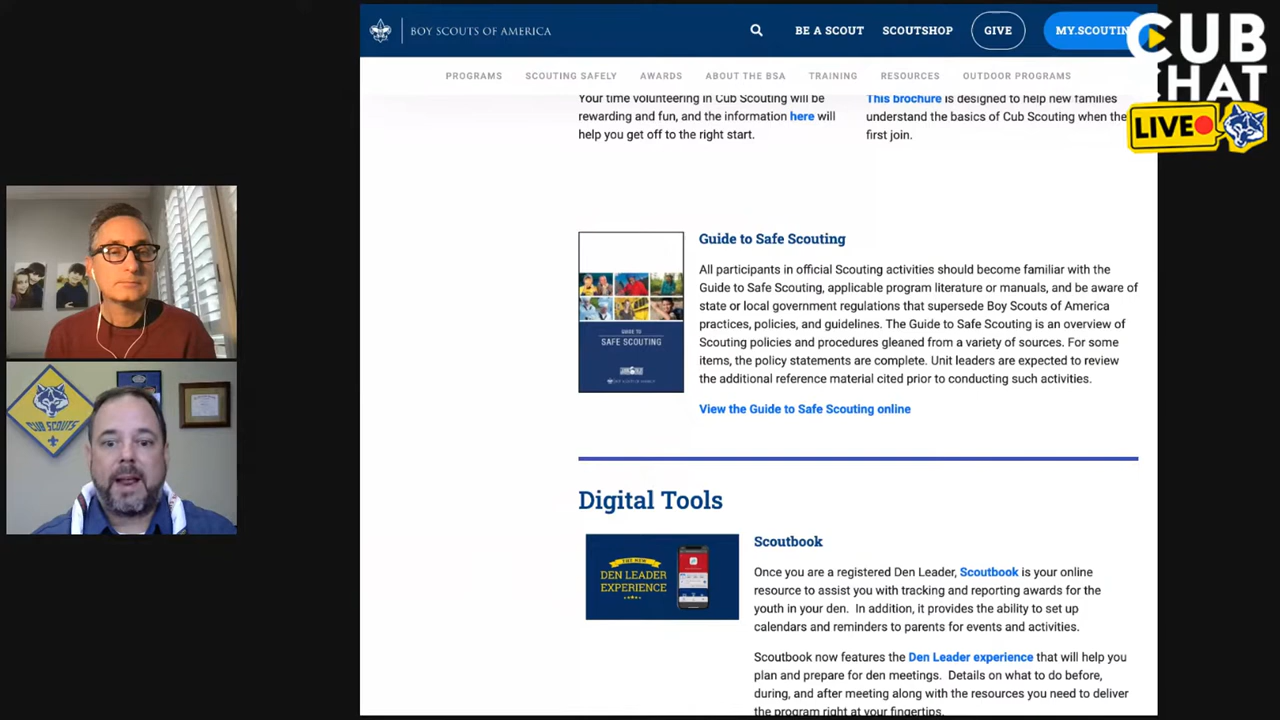 BOY SCOUTS OF AMERICA
BE A SCOUT
SCOUTSHOP
GIVE
MY.SCOUTIN
CUB
CHAT
LIVE
PROGRAMS
SCOUTING SAFELY
AWARDS
ABOUT THE BSA
TRAINING
RESOURCES
OUTDOOR PROGRAMS
Your time volunteering in Cub Scouting will be
rewarding and fun, and the information here will
help you get off to the right start.
This brochure is designed to help new families
understand the basics of Cub Scouting when the
first join.
GUIDE TO
SAFE SCOUTING
Guide to Safe Scouting
All participants in official Scouting activities should become familiar with the
Guide to Safe Scouting, applicable program literature or manuals, and be aware of
state or local government regulations that supersede Boy Scouts of America
practices, policies, and guidelines. The Guide to Safe Scouting is an overview of
Scouting policies and procedures gleaned from a variety of sources. For some
items, the policy statements are complete. Unit leaders are expected to review
the additional reference material cited prior to conducting such activities.
View the Guide to Safe Scouting online
CUB SCOUTS
Digital Tools
THE NEW
DEN LEADER
EXPERIENCE
Scoutbook
Once you are a registered Den Leader, Scoutbook is your online
resource to assist you with tracking and reporting awards for the
youth in your den. In addition, it provides the ability to set up
calendars and reminders to parents for events and activities.
Scoutbook now features the Den Leader experience that will help you
plan and prepare for den meetings. Details on what to do before,
during, and after meeting along with the resources you need to deliver
the program right at your fingertips.